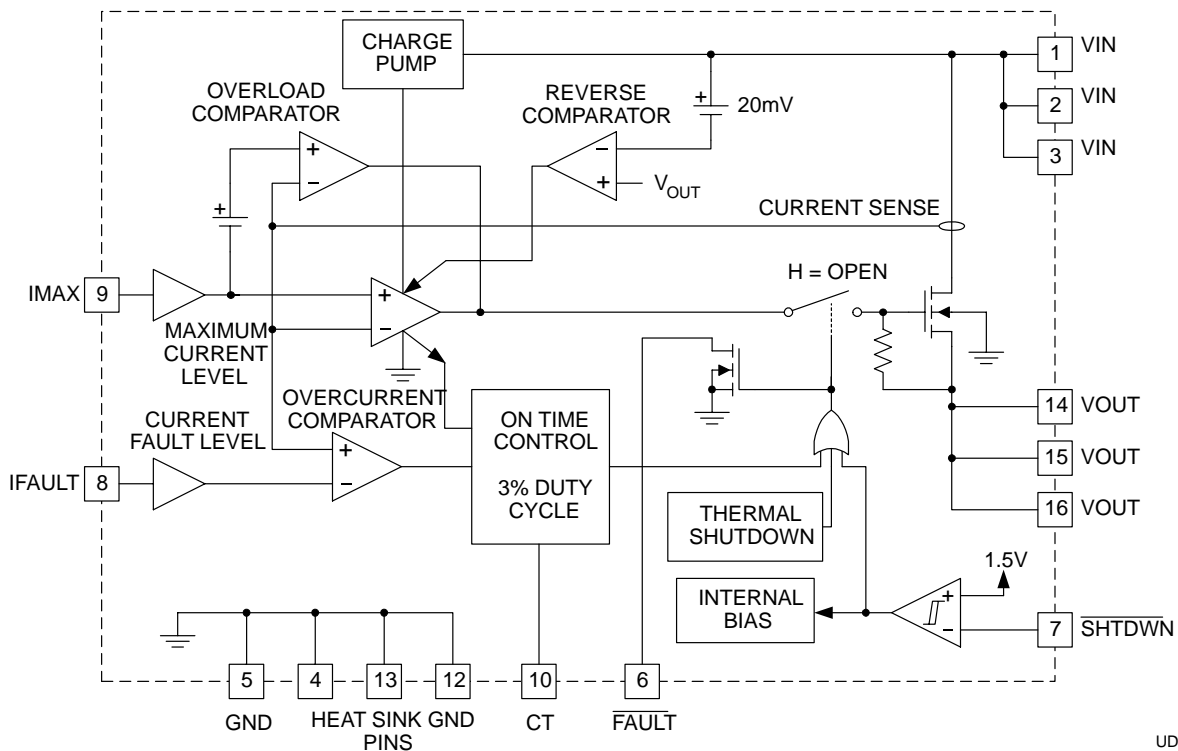 CHARGE
PUMP
1 VIN
OVERLOAD
COMPARATOR
REVERSE
COMPARATOR
+ 20mV
2 VIN
3 VIN
+
−
−
+
VOUT
+
CURRENT SENSE
IMAX 9
H = OPEN
+
−
MAXIMUM
CURRENT
LEVEL
OVERCURRENT
COMPARATOR
ON TIME
CONTROL
3% DUTY
CYCLE
14 VOUT
CURRENT
FAULT LEVEL
+
−
15 VOUT
IFAULT 8
16 VOUT
THERMAL
SHUTDOWN
1.5V
INTERNAL
BIAS
+
−
7 SHTDWN
5
4
13
12
10
6
GND
HEAT SINK GND
PINS
CT
FAULT
UD